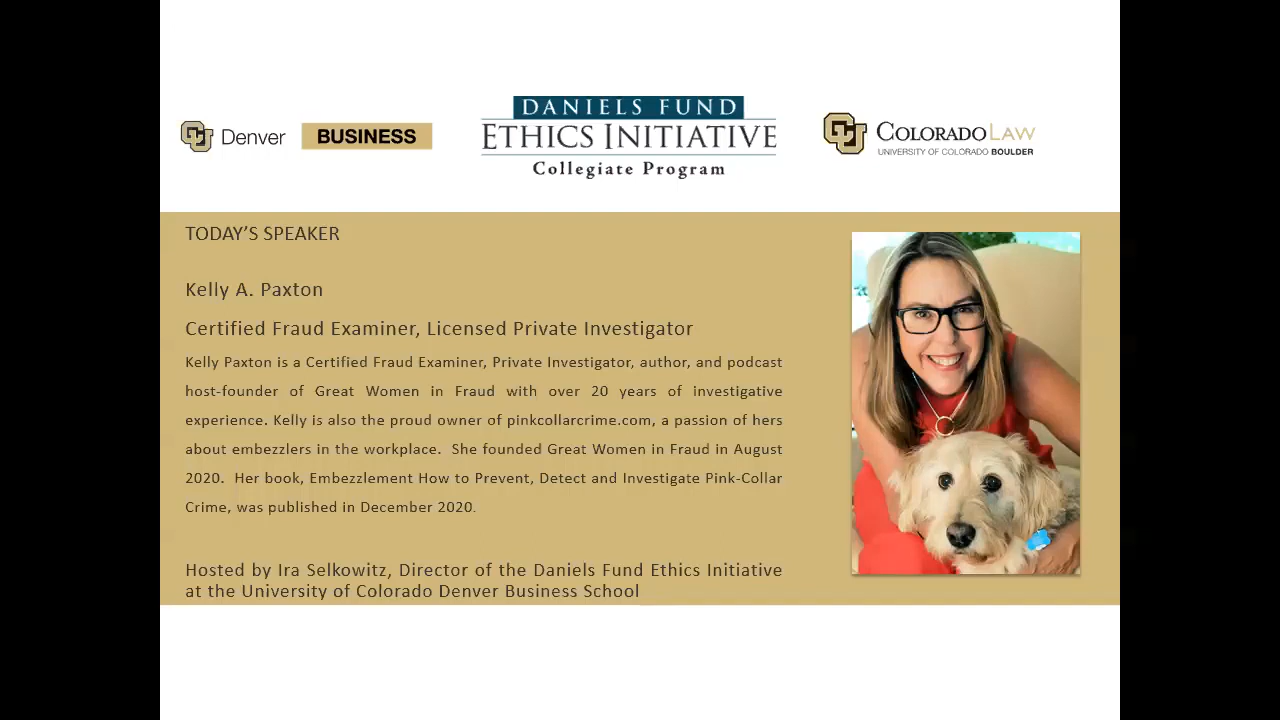 DANIELS FUND
ETHICS INITIATIVE
Collegiate Program
CU Denver BUSINESS
CU COLORADO LAW
UNIVERSITY OF COLORADO BOULDER
TODAY'S SPEAKER
Kelly A. Paxton
Certified Fraud Examiner, Licensed Private Investigator
Kelly Paxton is a Certified Fraud Examiner, Private Investigator, author, and podcast
host-founder of Great Women in Fraud with over 20 years of investigative
experience. Kelly is also the proud owner of pinkcollarcrime.com, a passion of hers
about embezzlers in the workplace.  She founded Great Women in Fraud in August
2020.  Her book, Embezzlement How to Prevent, Detect and Investigate Pink-Collar
Crime, was published in December 2020.
Hosted by Ira Selkowitz, Director of the Daniels Fund Ethics Initiative
at the University of Colorado Denver Business School